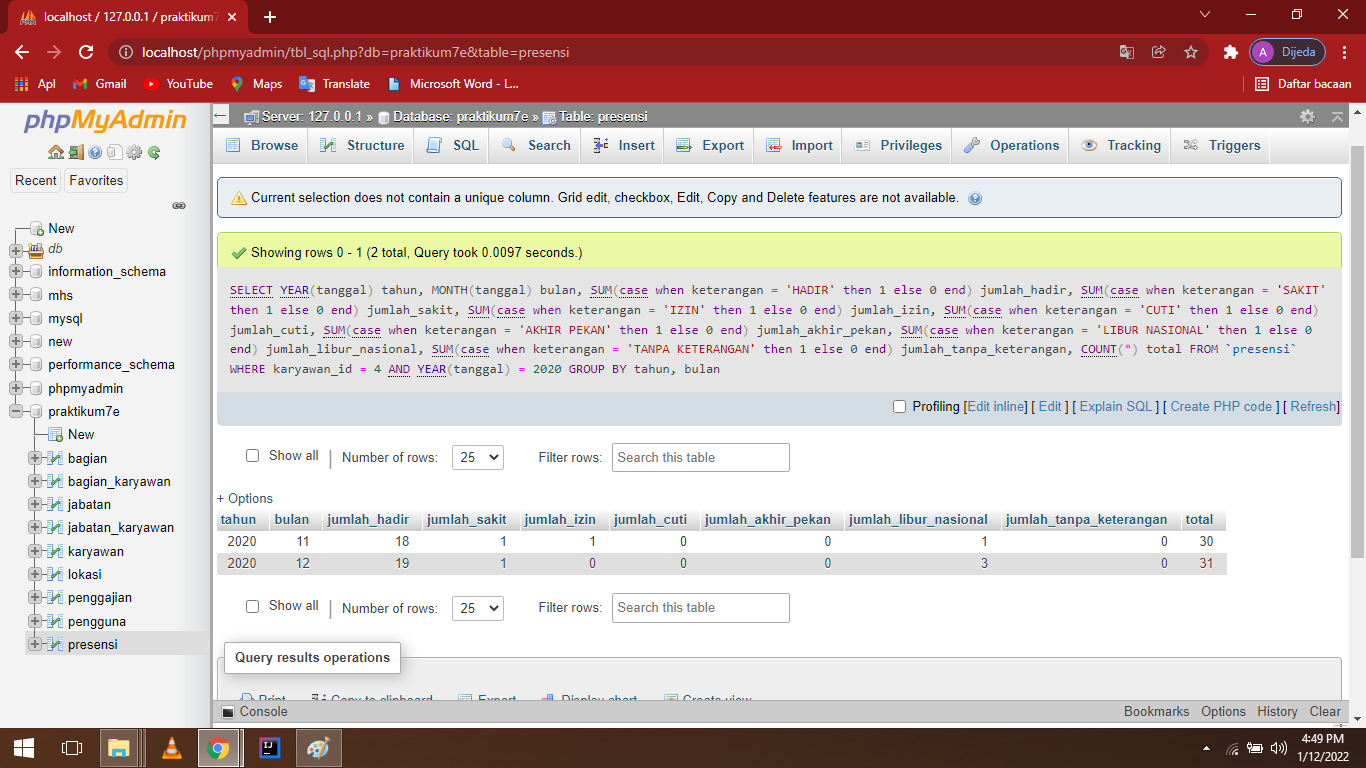 localhost / 127.0.0.1 / praktikum7
localhost/phpmyadmin/tbl_sql.php?db=praktikum7e&table=presensi
A Dijeda
Apl Gmail YouTube Maps Translate Microsoft Word - L... Daftar bacaan
phpMyAdmin
Recent Favorites
New
db
information_schema
mhs
mysql
new
performance_schema
phpmyadmin
praktikum7e
New
bagian
bagian_karyawan
jabatan
jabatan_karyawan
karyawan
lokasi
penggajian
pengguna
presensi
Server: 127.0.0.1 » Database: praktikum7e » Table: presensi
Browse Structure SQL Search Insert Export Import Privileges Operations Tracking Triggers
Current selection does not contain a unique column. Grid edit, checkbox, Edit, Copy and Delete features are not available.
Showing rows 0 - 1 (2 total, Query took 0.0097 seconds.)
SELECT YEAR(tanggal) tahun, MONTH(tanggal) bulan, SUM(case when keterangan = 'HADIR' then 1 else 0 end) jumlah_hadir, SUM(case when keterangan = 'SAKIT'
then 1 else 0 end) jumlah_sakit, SUM(case when keterangan = 'IZIN' then 1 else 0 end) jumlah_izin, SUM(case when keterangan = 'CUTI' then 1 else 0 end)
jumlah_cuti, SUM(case when keterangan = 'AKHIR PEKAN' then 1 else 0 end) jumlah_akhir_pekan, SUM(case when keterangan = 'LIBUR NASIONAL' then 1 else 0
end) jumlah_libur_nasional, SUM(case when keterangan = 'TANPA KETERANGAN' then 1 else 0 end) jumlah_tanpa_keterangan, COUNT(*) total FROM `presensi`
WHERE karyawan_id = 4 AND YEAR(tanggal) = 2020 GROUP BY tahun, bulan
Profiling [Edit inline] [ Edit ] [ Explain SQL ] [ Create PHP code ] [ Refresh]
Show all | Number of rows: 25 Filter rows: Search this table
+ Options
tahun bulan jumlah_hadir jumlah_sakit jumlah_izin jumlah_cuti jumlah_akhir_pekan jumlah_libur_nasional jumlah_tanpa_keterangan total
2020 11 18 1 1 0 0 1 0 30
2020 12 19 1 0 0 0 3 0 31
Show all | Number of rows: 25 Filter rows: Search this table
Query results operations
Print Copy to clipboard Export Display chart Create view
Console Bookmarks Options History Clear
4:49 PM
1/12/2022